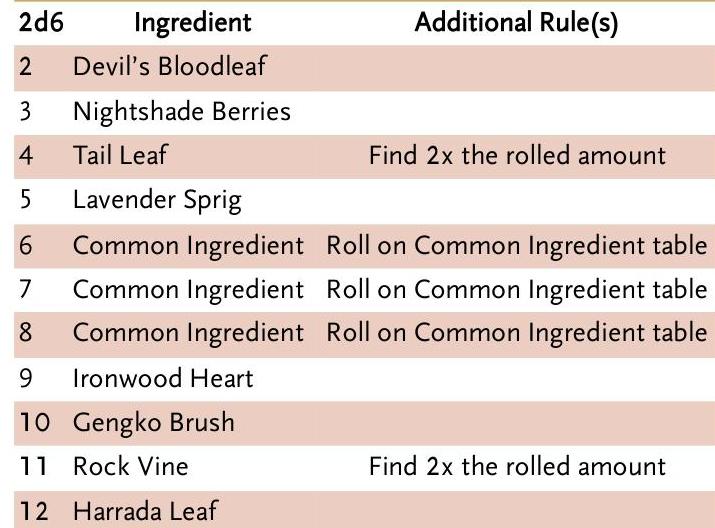 2d6 Ingredient Additional Rule(s)
2 Devil's Bloodleaf
3 Nightshade Berries
4 Tail Leaf Find 2x the rolled amount
5 Lavender Sprig
6 Common Ingredient Roll on Common Ingredient table
7 Common Ingredient Roll on Common Ingredient table
8 Common Ingredient Roll on Common Ingredient table
9 Ironwood Heart
10 Gengko Brush
11 Rock Vine Find 2x the rolled amount
12 Harrada Leaf